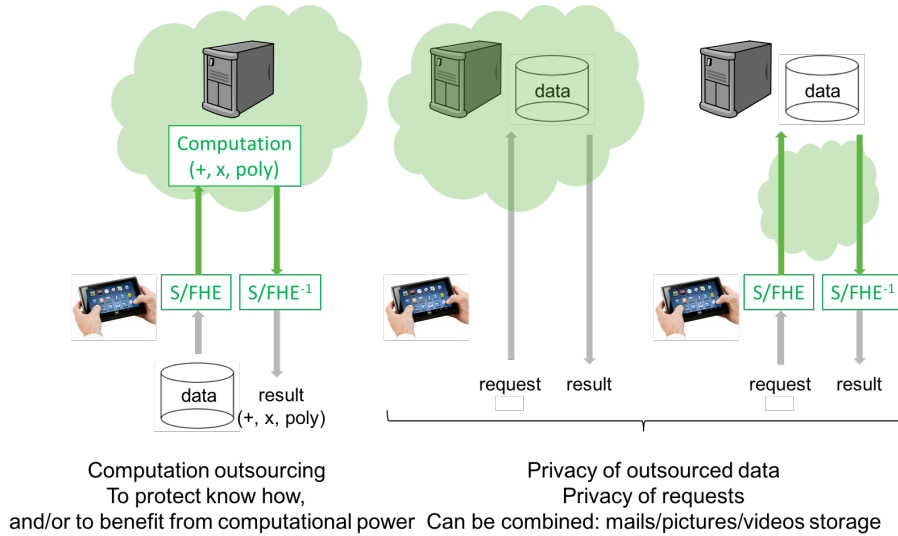 Computation
(+, x, poly)
S/FHE
S/FHE-1
data
result
(+, x, poly)
Computation outsourcing
To protect know how,
and/or to benefit from computational power
data
request
result
data
S/FHE
S/FHE-1
request
result
Privacy of outsourced data
Privacy of requests
Can be combined: mails/pictures/videos storage